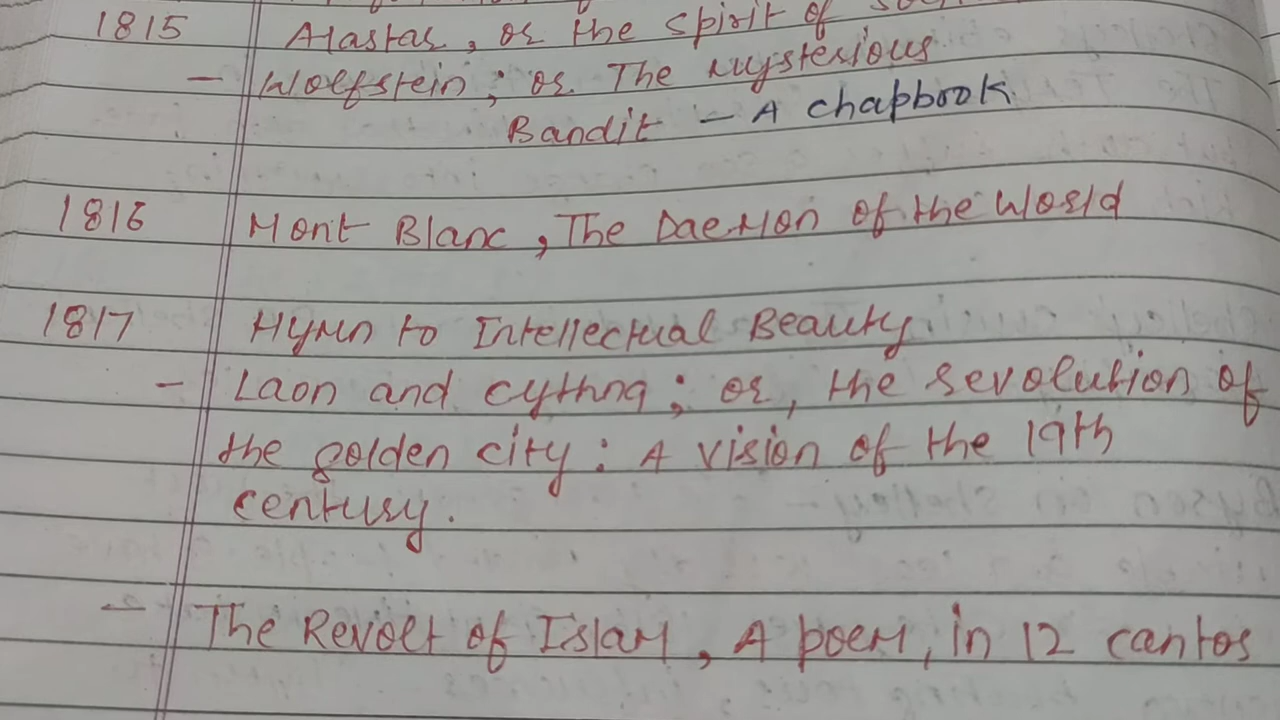 1815 Alastar, or the spirit of
— Wolfstein; or. The Mysterious
Bandit – A chapbook
1816 Mont Blanc, The Daemon of the World
1817 Hymn to Intellectual Beauty.
– Laon and cythna; or, the revolution of
the golden city: A vision of the 19th
century.
— The Revolt of Islam, A poem, in 12 cantos